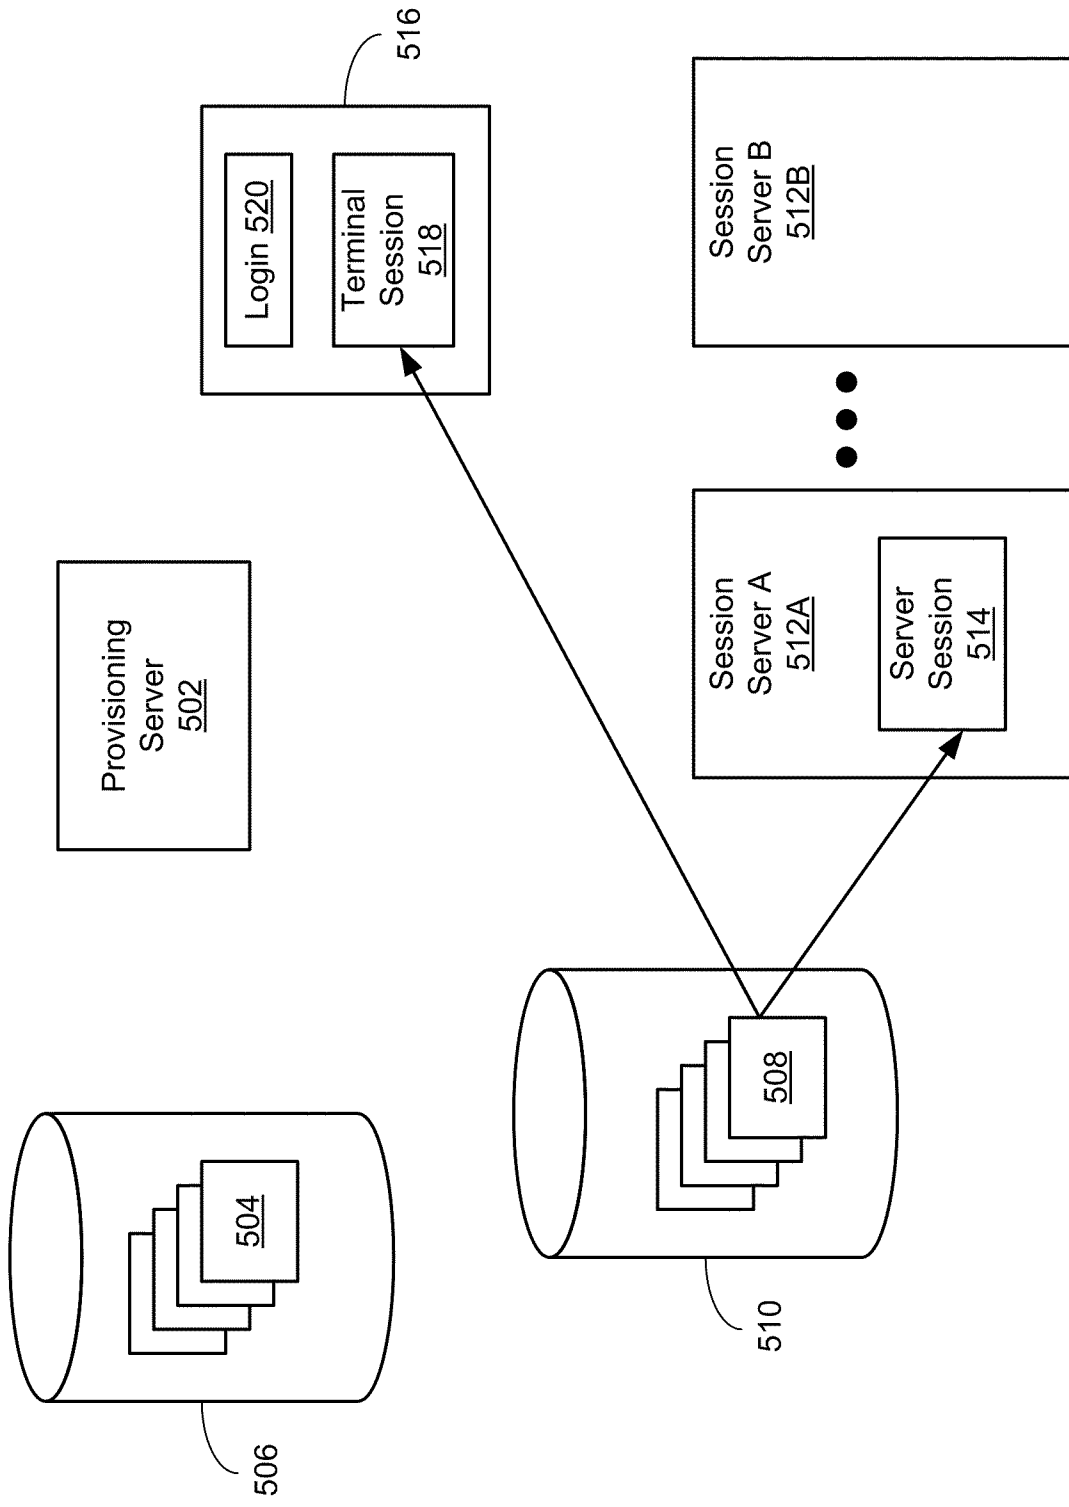 506
504
Provisioning
Server
502
Login 520
Terminal
Session
518
516
510
508
Session
Server A
512A
Server
Session
514
Session
Server B
512B